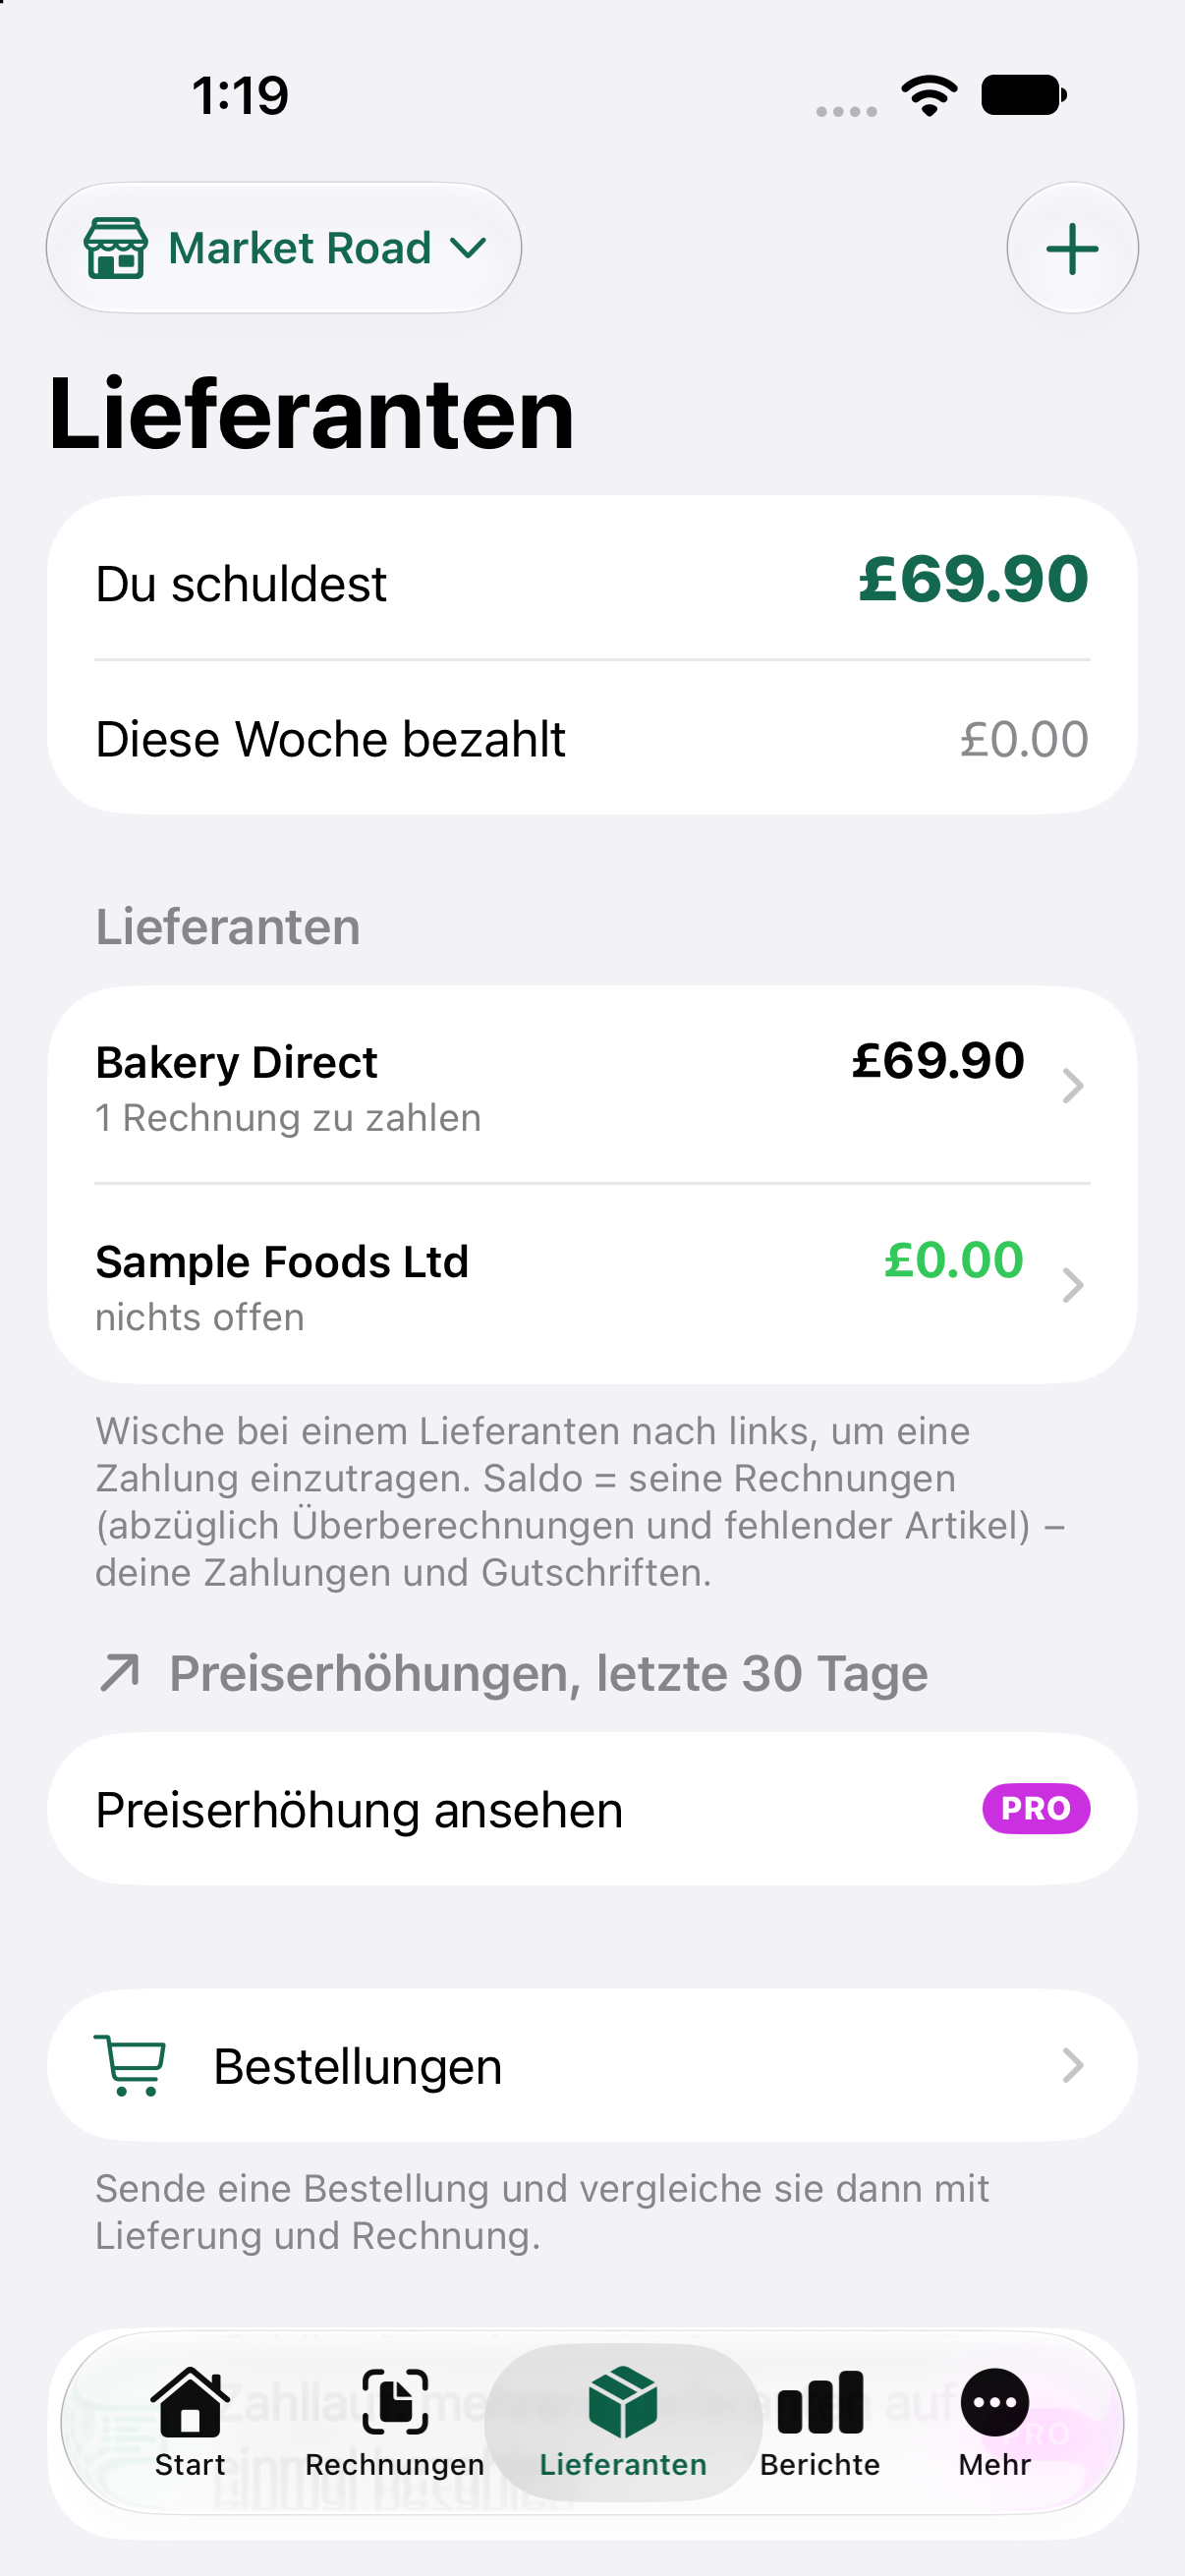 1:19
Market Road
Lieferanten
Du schuldest £69.90
Diese Woche bezahlt £0.00
Lieferanten
Bakery Direct £69.90
1 Rechnung zu zahlen
Sample Foods Ltd £0.00
nichts offen
Wische bei einem Lieferanten nach links, um eine
Zahlung einzutragen. Saldo = seine Rechnungen
(abzüglich Überberechnungen und fehlender Artikel) –
deine Zahlungen und Gutschriften.
Preiserhöhungen, letzte 30 Tage
Preiserhöhung ansehen PRO
Bestellungen
Sende eine Bestellung und vergleiche sie dann mit
Lieferung und Rechnung.
Start Rechnungen Lieferanten Berichte Mehr